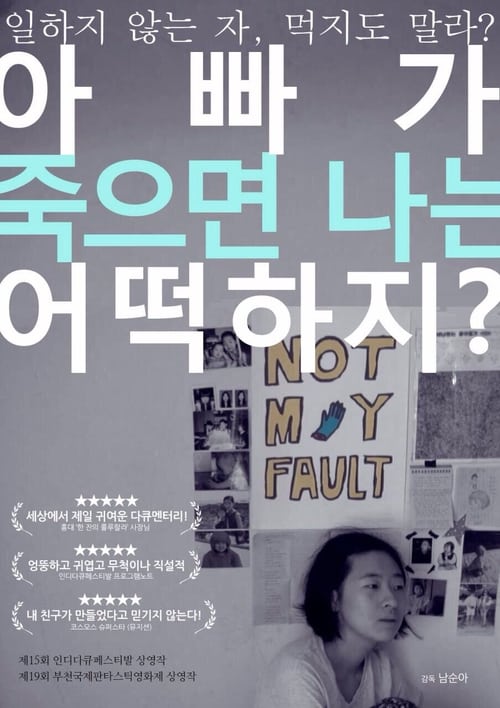 일하지 않는 자, 먹지도 말라?
아빠가
죽으면 나는
어떡하지?
NOT
MY
FAULT
세상에서 제일 귀여운 다큐멘터리!
홍대 '한 잔의 룰루랄라' 사장님
엉뚱하고 귀엽고 무척이나 직설적
인디다큐페스티발 프로그램노트
내 친구가 만들었다고 믿기지 않는다!
코스모스 슈퍼스타 (뮤지션)
제15회 인디다큐페스티발 상영작
제19회 부천국제판타스틱영화제 상영작
감독 남순아